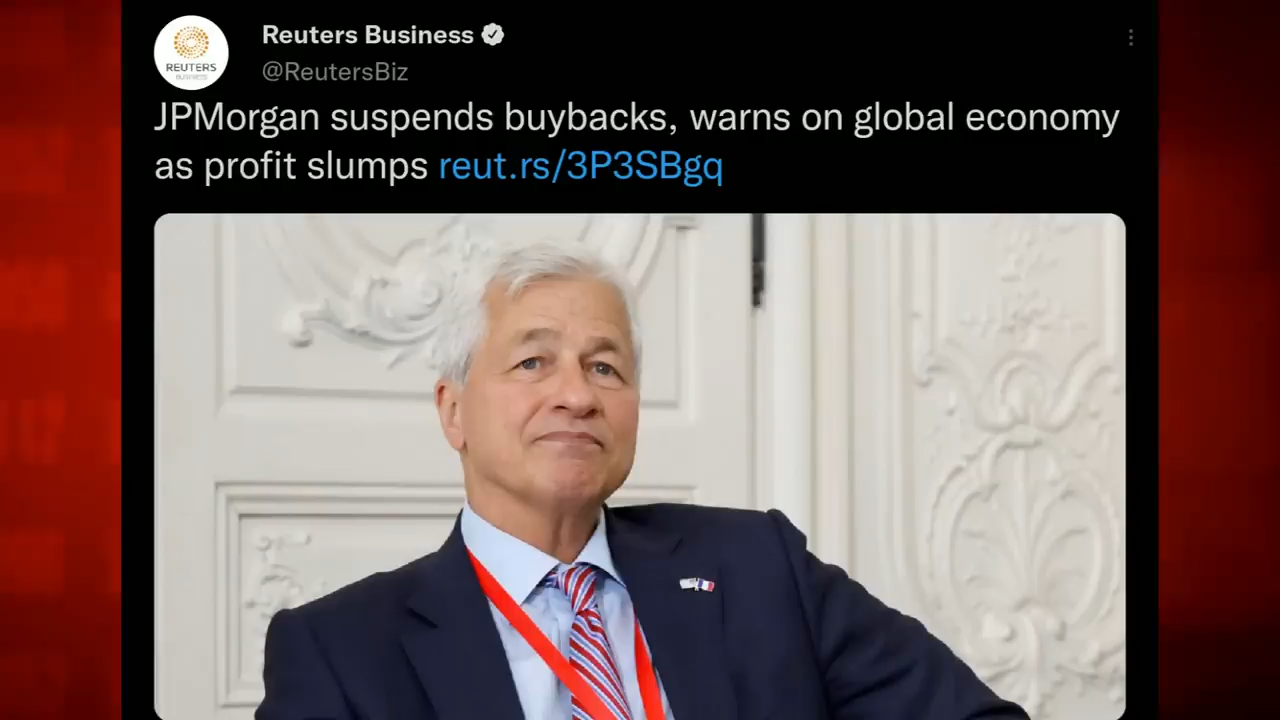 Reuters Business
@ReutersBiz
REUTERS
BUSINESS
JPMorgan suspends buybacks, warns on global economy
as profit slumps reut.rs/3P3SBgq